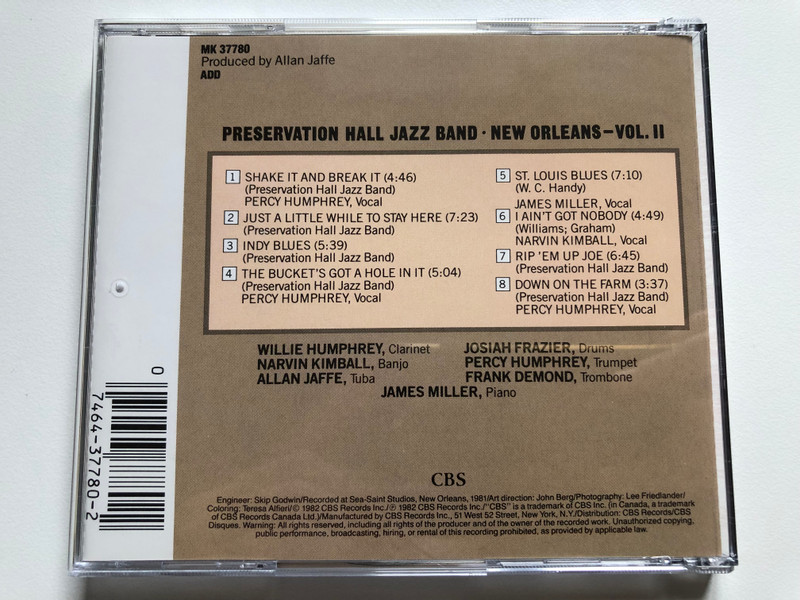 MK 37780
Produced by Allan Jaffe
ADD
PRESERVATION HALL JAZZ BAND · NEW ORLEANS–VOL. II
1 SHAKE IT AND BREAK IT (4:46)
(Preservation Hall Jazz Band)
PERCY HUMPHREY, Vocal
2 JUST A LITTLE WHILE TO STAY HERE (7:23)
(Preservation Hall Jazz Band)
3 INDY BLUES (5:39)
(Preservation Hall Jazz Band)
4 THE BUCKET'S GOT A HOLE IN IT (5:04)
(Preservation Hall Jazz Band)
PERCY HUMPHREY, Vocal
5 ST. LOUIS BLUES (7:10)
(W. C. Handy)
JAMES MILLER, Vocal
6 I AIN'T GOT NOBODY (4:49)
(Williams; Graham)
NARVIN KIMBALL, Vocal
7 RIP 'EM UP JOE (6:45)
(Preservation Hall Jazz Band)
8 DOWN ON THE FARM (3:37)
(Preservation Hall Jazz Band)
PERCY HUMPHREY, Vocal
WILLIE HUMPHREY, Clarinet
NARVIN KIMBALL, Banjo
ALLAN JAFFE, Tuba
JOSIAH FRAZIER, Drums
PERCY HUMPHREY, Trumpet
FRANK DEMOND, Trombone
JAMES MILLER, Piano
CBS
Engineer: Skip Godwin/Recorded at Sea-Saint Studios, New Orleans, 1981/Art direction: John Berg/Photography: Lee Friedlander/
Coloring: Teresa Alfieri/© 1982 CBS Records Inc./℗ 1982 CBS Records Inc./"CBS" is a trademark of CBS Inc. (in Canada, a trademark
of CBS Records Canada Ltd.)/Manufactured by CBS Records Inc., 51 West 52 Street, New York, N.Y./Distribution: CBS Records/CBS
Disques. Warning: All rights reserved, including all rights of the producer and of the owner of the recorded work. Unauthorized copying,
public performance, broadcasting, hiring, or rental of this recording prohibited, as provided by applicable law.
0
7464-37780-2